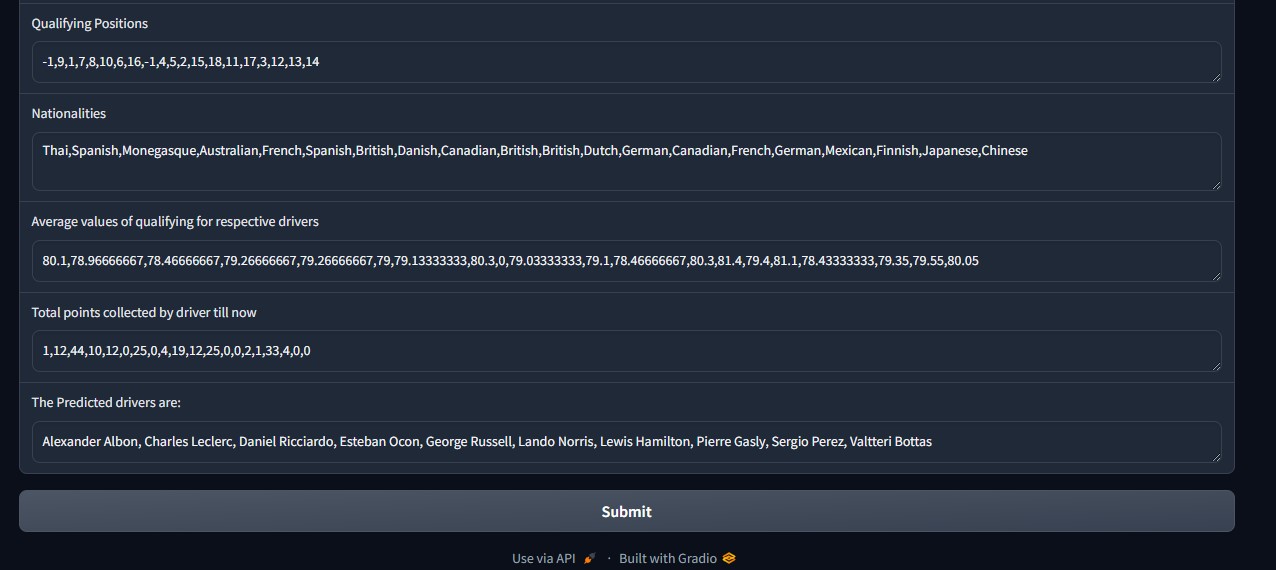 Qualifying Positions
-1,9,1,7,8,10,6,16,-1,4,5,2,15,18,11,17,3,12,13,14
Nationalities
Thai,Spanish,Monegasque,Australian,French,Spanish,British,Danish,Canadian,British,British,Dutch,German,Canadian,French,German,Mexican,Finnish,Japanese,Chinese
Average values of qualifying for respective drivers
80.1,78.96666667,78.46666667,79.26666667,79.26666667,79,79.13333333,80.3,0,79.03333333,79.1,78.46666667,80.3,81.4,79.4,81.1,78.43333333,79.35,79.55,80.05
Total points collected by driver till now
1,12,44,10,12,0,25,0,4,19,12,25,0,0,2,1,33,4,0,0
The Predicted drivers are:
Alexander Albon, Charles Leclerc, Daniel Ricciardo, Esteban Ocon, George Russell, Lando Norris, Lewis Hamilton, Pierre Gasly, Sergio Perez, Valtteri Bottas
Submit
Use via API · Built with Gradio